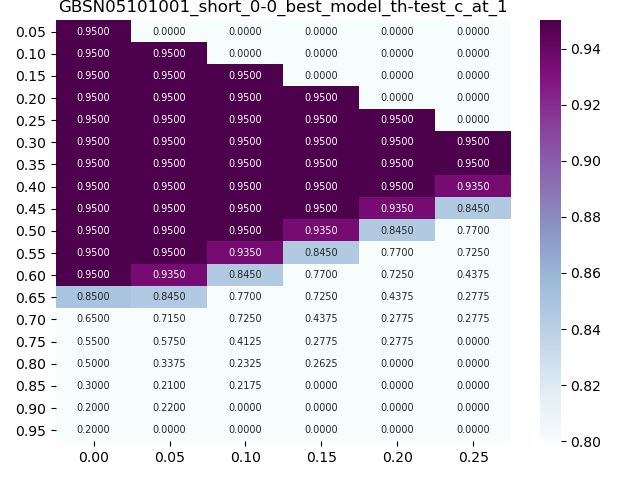 GBSN05101001_short_0-0_best_model_th-test_c_at_1
0.05 0.9500 0.0000 0.0000 0.0000 0.0000 0.0000
0.10 0.9500 0.9500 0.0000 0.0000 0.0000 0.0000
0.15 0.9500 0.9500 0.9500 0.0000 0.0000 0.0000
0.20 0.9500 0.9500 0.9500 0.9500 0.0000 0.0000
0.25 0.9500 0.9500 0.9500 0.9500 0.9500 0.0000
0.30 0.9500 0.9500 0.9500 0.9500 0.9500 0.9500
0.35 0.9500 0.9500 0.9500 0.9500 0.9500 0.9500
0.40 0.9500 0.9500 0.9500 0.9500 0.9500 0.9350
0.45 0.9500 0.9500 0.9500 0.9500 0.9350 0.8450
0.50 0.9500 0.9500 0.9500 0.9350 0.8450 0.7700
0.55 0.9500 0.9500 0.9350 0.8450 0.7700 0.7250
0.60 0.9500 0.9350 0.8450 0.7700 0.7250 0.4375
0.65 0.8500 0.8450 0.7700 0.7250 0.4375 0.2775
0.70 0.6500 0.7150 0.7250 0.4375 0.2775 0.2775
0.75 0.5500 0.5750 0.4125 0.2775 0.2775 0.0000
0.80 0.5000 0.3375 0.2325 0.2625 0.0000 0.0000
0.85 0.3000 0.2100 0.2175 0.0000 0.0000 0.0000
0.90 0.2000 0.2200 0.0000 0.0000 0.0000 0.0000
0.95 0.2000 0.0000 0.0000 0.0000 0.0000 0.0000
0.00 0.05 0.10 0.15 0.20 0.25
0.94
0.92
0.90
0.88
0.86
0.84
0.82
0.80